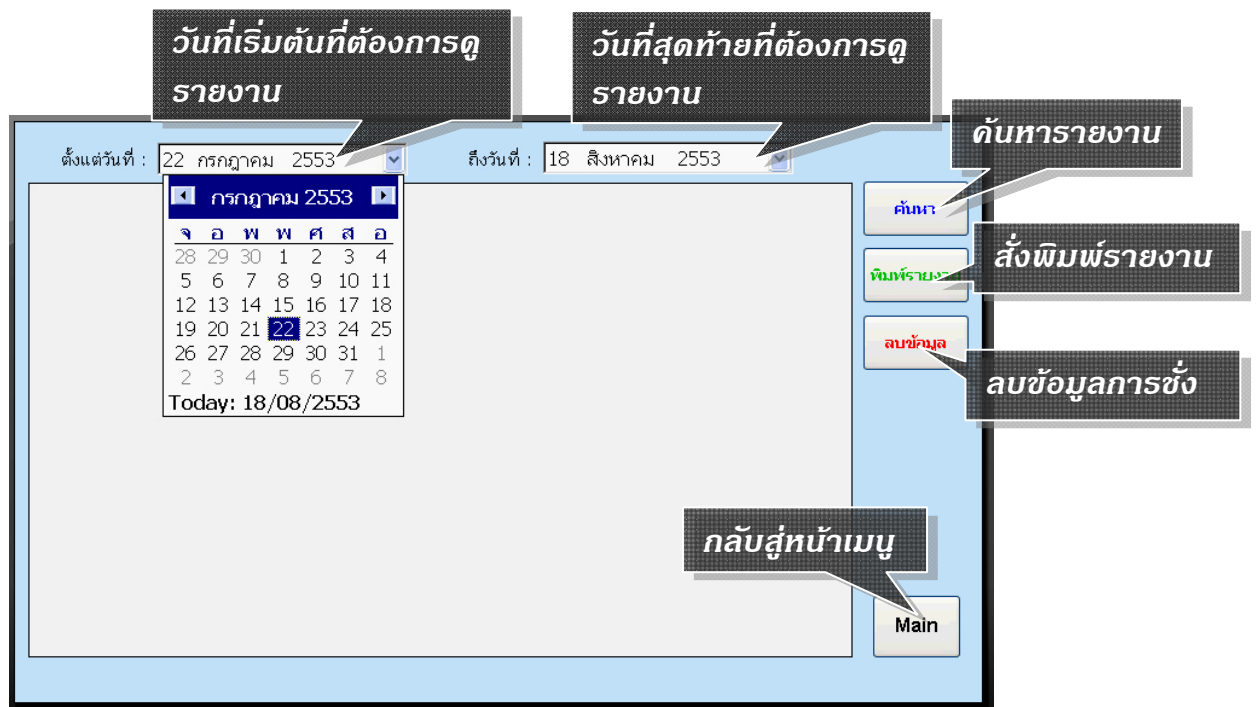 วันที่เริ่มต้นที่ต้องการดู
รายงาน
วันที่สุดท้ายที่ต้องการดู
รายงาน
ค้นหารายงาน
ตั้งแต่วันที่ : 22 กรกฎาคม 2553
ถึงวันที่ : 18 สิงหาคม 2553
กรกฎาคม 2553
จ อ พ พ ศ ส อ
28 29 30 1 2 3 4
5 6 7 8 9 10 11
12 13 14 15 16 17 18
19 20 21 22 23 24 25
26 27 28 29 30 31 1
2 3 4 5 6 7 8
Today: 18/08/2553
ค้นหา
สั่งพิมพ์รายงาน
พิมพ์รายงาน
ลบข้อมูล
ลบข้อมูลการชั่ง
กลับสู่หน้าเมนู
Main